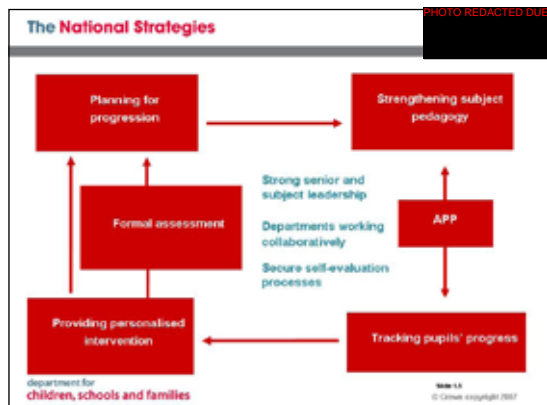 The National Strategies
PHOTO REDACTED DUE
Planning for
progression
Strengthening subject
pedagogy
Strong senior and
subject leadership
Formal assessment
Departments working
collaboratively
APP
Secure self-evaluation
processes
Providing personalised
intervention
Tracking pupils' progress
department for
children, schools and families
Slide 1.1
© Crown copyright 2007